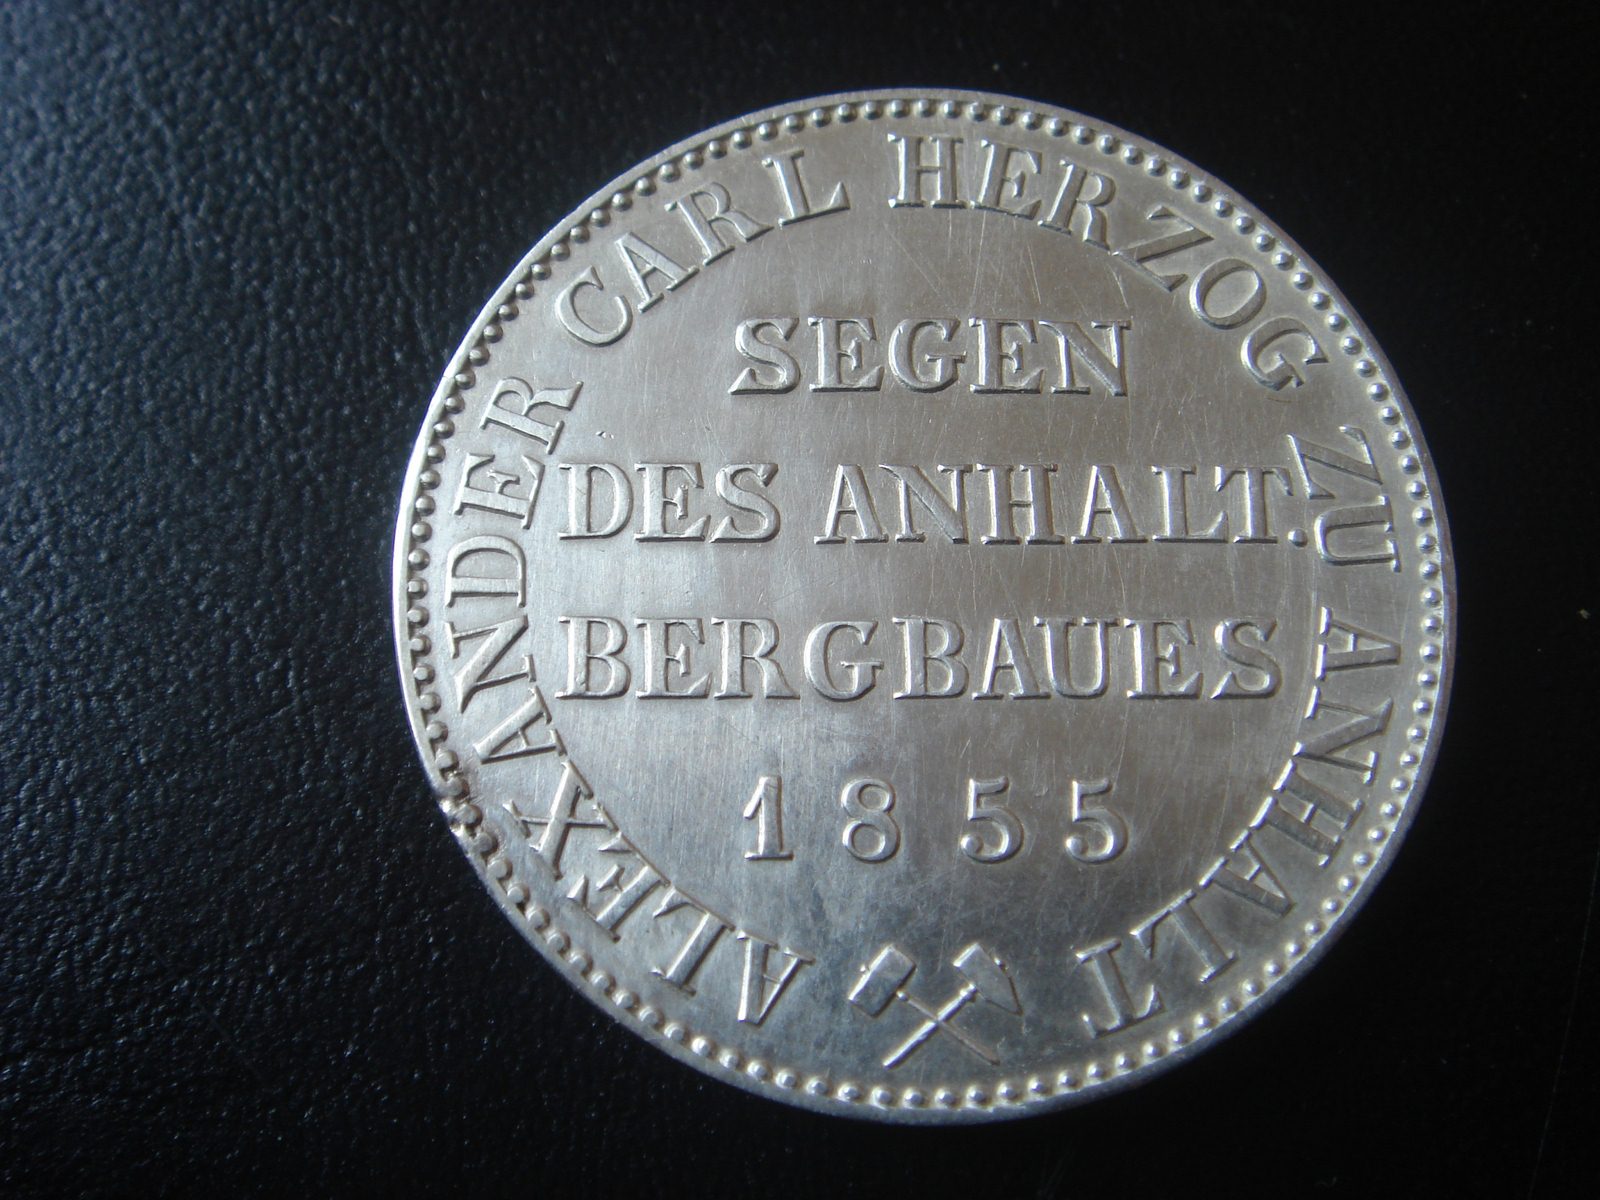 ALEXANDER CARL HERZOG ZU ANHALT
SEGEN
DES ANHALT.
BERGBAUES
1855